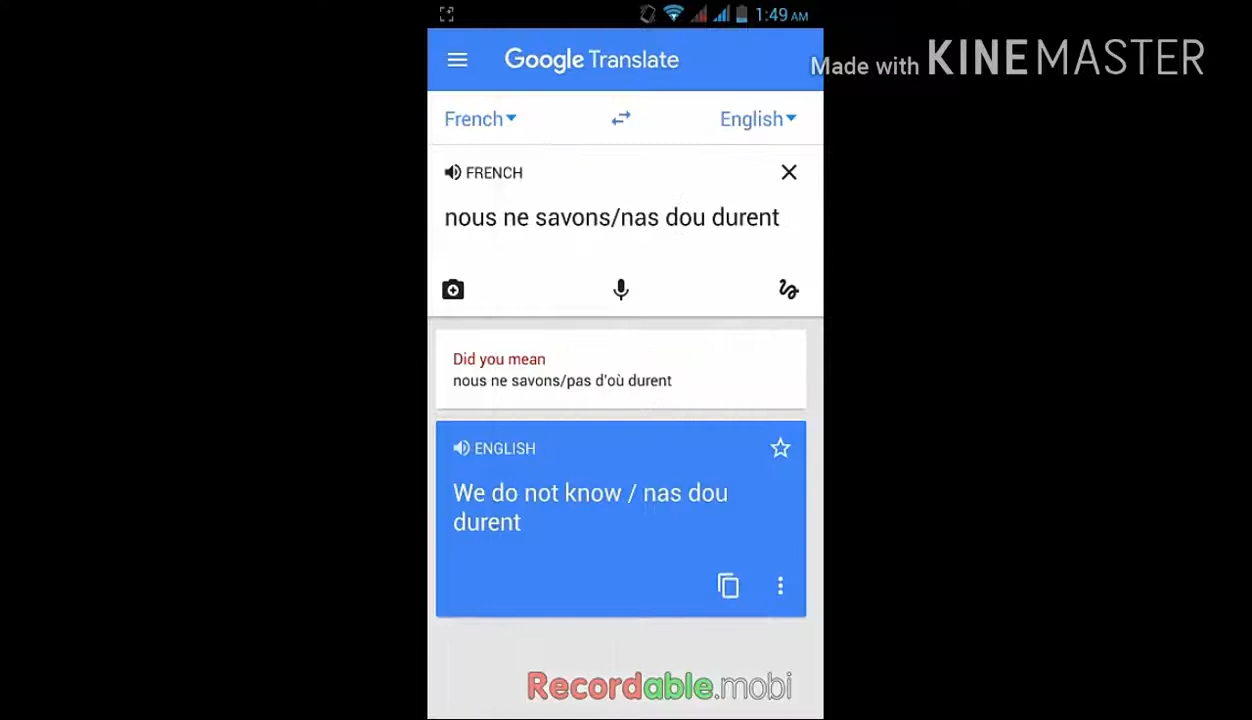 1:49 AM
Google Translate
Made with KINEMASTER
French
English
FRENCH
nous ne savons/nas dou durent
Did you mean
nous ne savons/pas d'où durent
ENGLISH
We do not know / nas dou
durent
Recordable.mobi